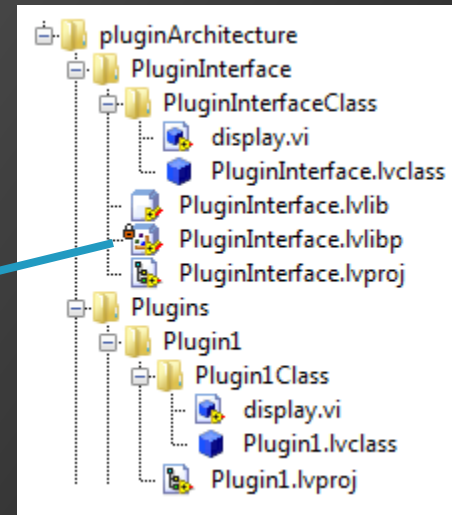 pluginArchitecture
PluginInterface
PluginInterfaceClass
display.vi
PluginInterface.lvclass
PluginInterface.lvlib
PluginInterface.lvlibp
PluginInterface.lvproj
Plugins
Plugin1
Plugin1Class
display.vi
Plugin1.lvclass
Plugin1.lvproj